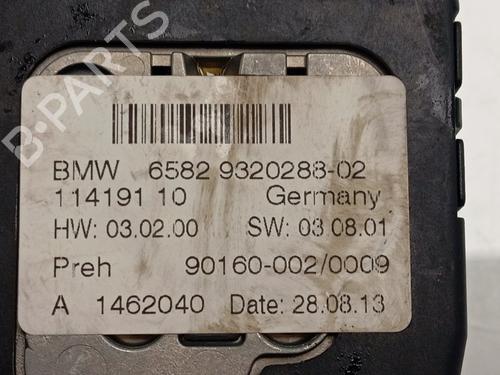 B-PARTS
BMW 6582 9320288-02
114191 10 Germany
HW: 03.02.00 SW: 03.08.01
Preh 90160-002/0009
A 1462040 Date: 28.08.13